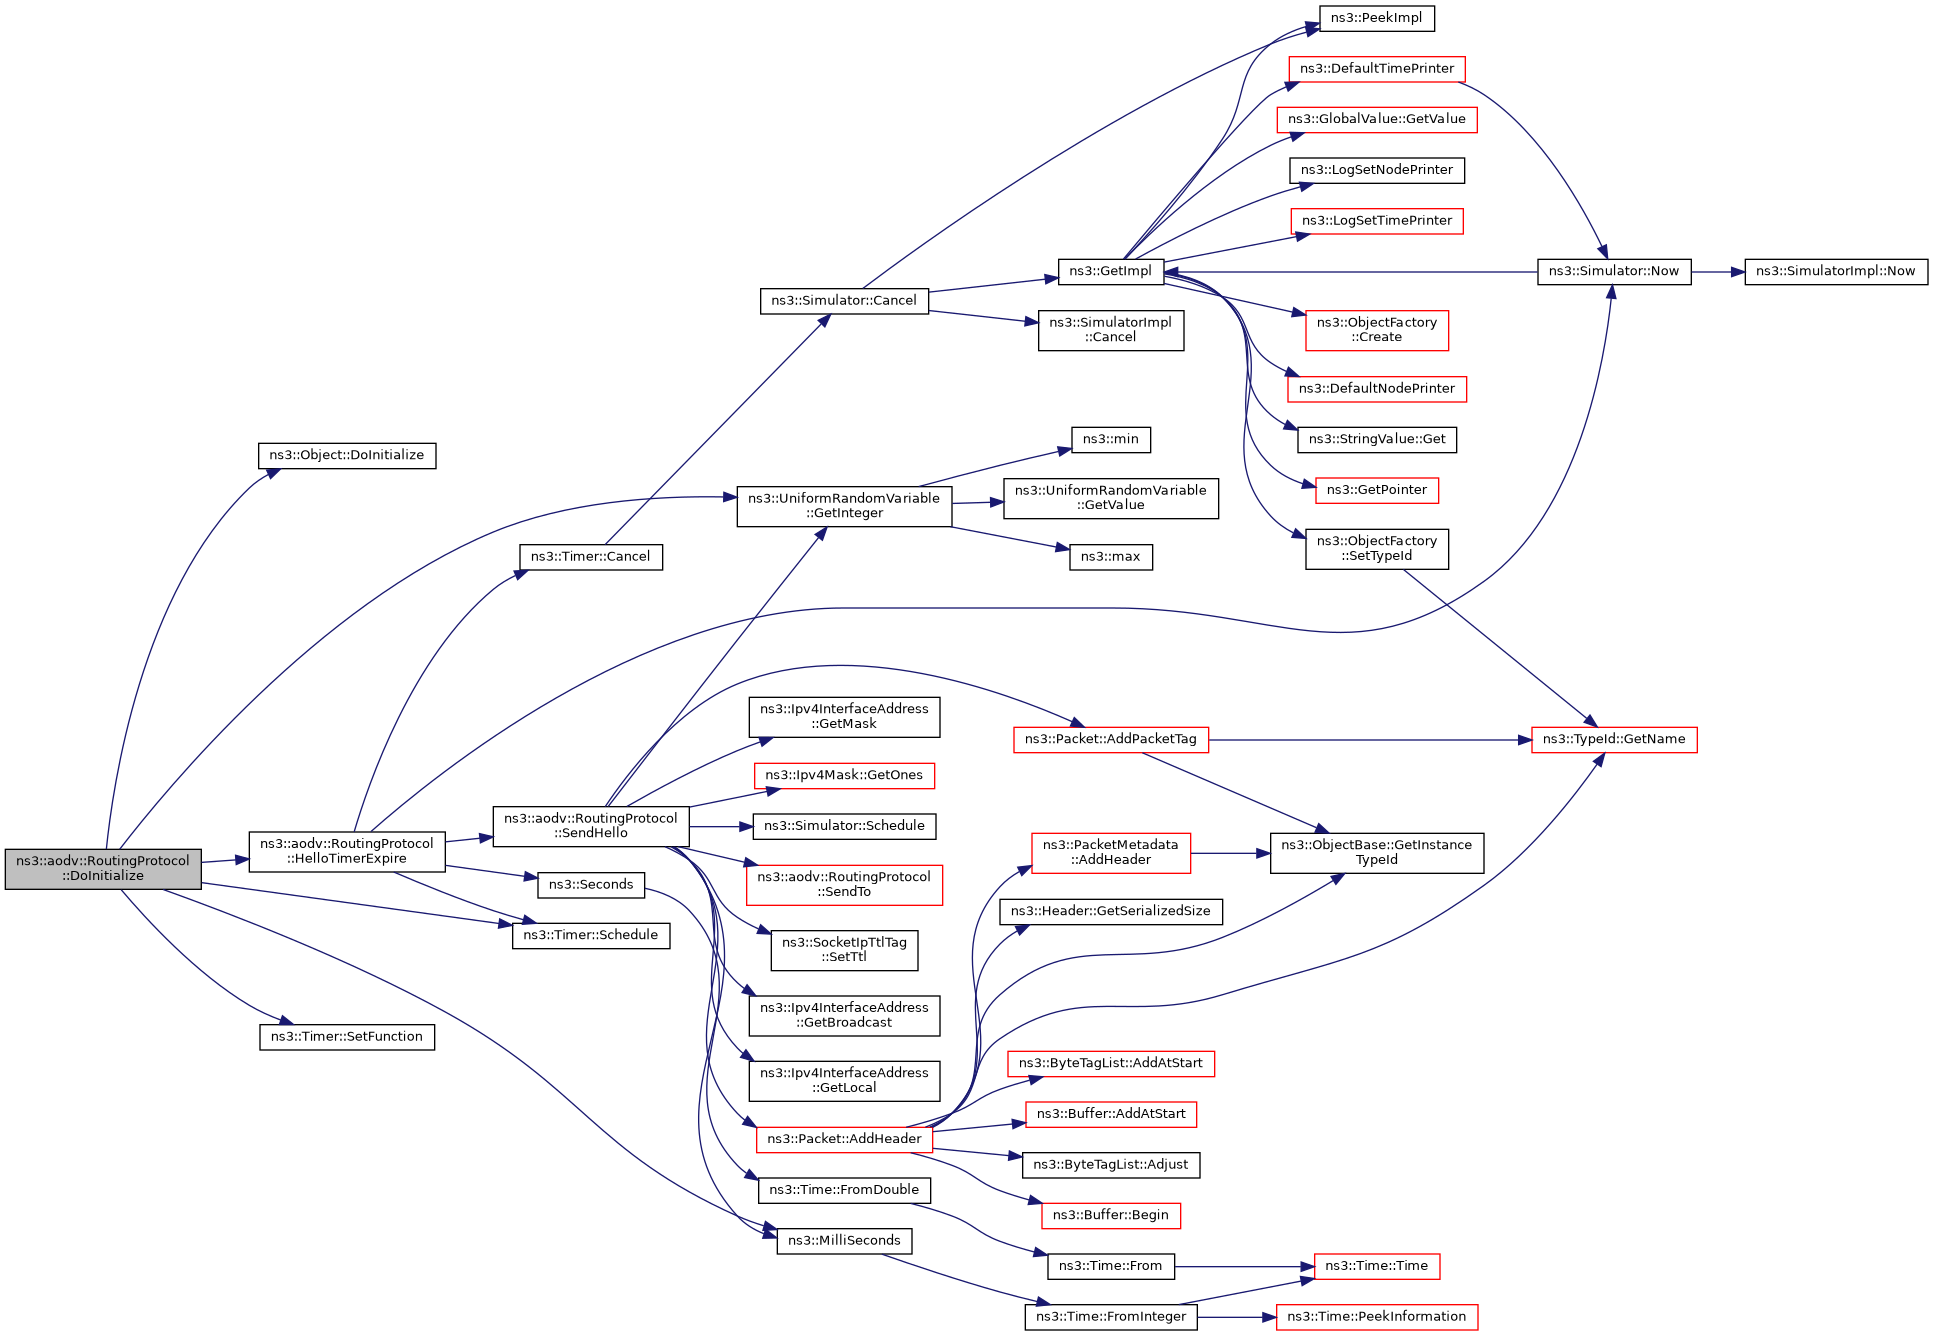 ns3::PeekImpl
ns3::DefaultTimePrinter
ns3::GlobalValue::GetValue
ns3::LogSetNodePrinter
ns3::LogSetTimePrinter
ns3::GetImpl
ns3::Simulator::Now
ns3::SimulatorImpl::Now
ns3::Simulator::Cancel
ns3::SimulatorImpl
::Cancel
ns3::ObjectFactory
::Create
ns3::DefaultNodePrinter
ns3::StringValue::Get
ns3::min
ns3::Object::DoInitialize
ns3::UniformRandomVariable
::GetInteger
ns3::UniformRandomVariable
::GetValue
ns3::GetPointer
ns3::Timer::Cancel
ns3::max
ns3::ObjectFactory
::SetTypeId
ns3::Ipv4InterfaceAddress
::GetMask
ns3::Packet::AddPacketTag
ns3::TypeId::GetName
ns3::Ipv4Mask::GetOnes
ns3::aodv::RoutingProtocol
::SendHello
ns3::Simulator::Schedule
ns3::aodv::RoutingProtocol
::HelloTimerExpire
ns3::aodv::RoutingProtocol
::DoInitialize
ns3::PacketMetadata
::AddHeader
ns3::ObjectBase::GetInstance
TypeId
ns3::Seconds
ns3::aodv::RoutingProtocol
::SendTo
ns3::Header::GetSerializedSize
ns3::Timer::Schedule
ns3::SocketIpTtlTag
::SetTtl
ns3::Ipv4InterfaceAddress
::GetBroadcast
ns3::Timer::SetFunction
ns3::Ipv4InterfaceAddress
::GetLocal
ns3::ByteTagList::AddAtStart
ns3::Buffer::AddAtStart
ns3::Packet::AddHeader
ns3::ByteTagList::Adjust
ns3::Time::FromDouble
ns3::Buffer::Begin
ns3::MilliSeconds
ns3::Time::From
ns3::Time::Time
ns3::Time::FromInteger
ns3::Time::PeekInformation